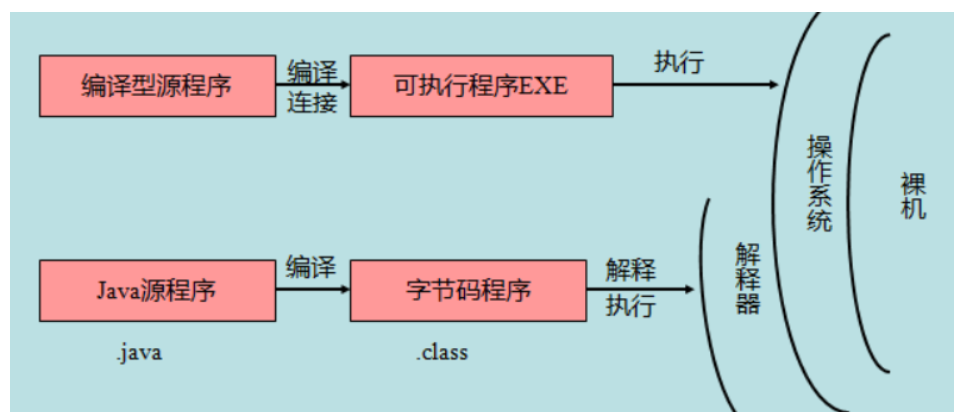 编译型源程序
编译
连接
可执行程序EXE
执行
操作系统
裸机
Java源程序
编译
字节码程序
解释
执行
解释器
.java
.class